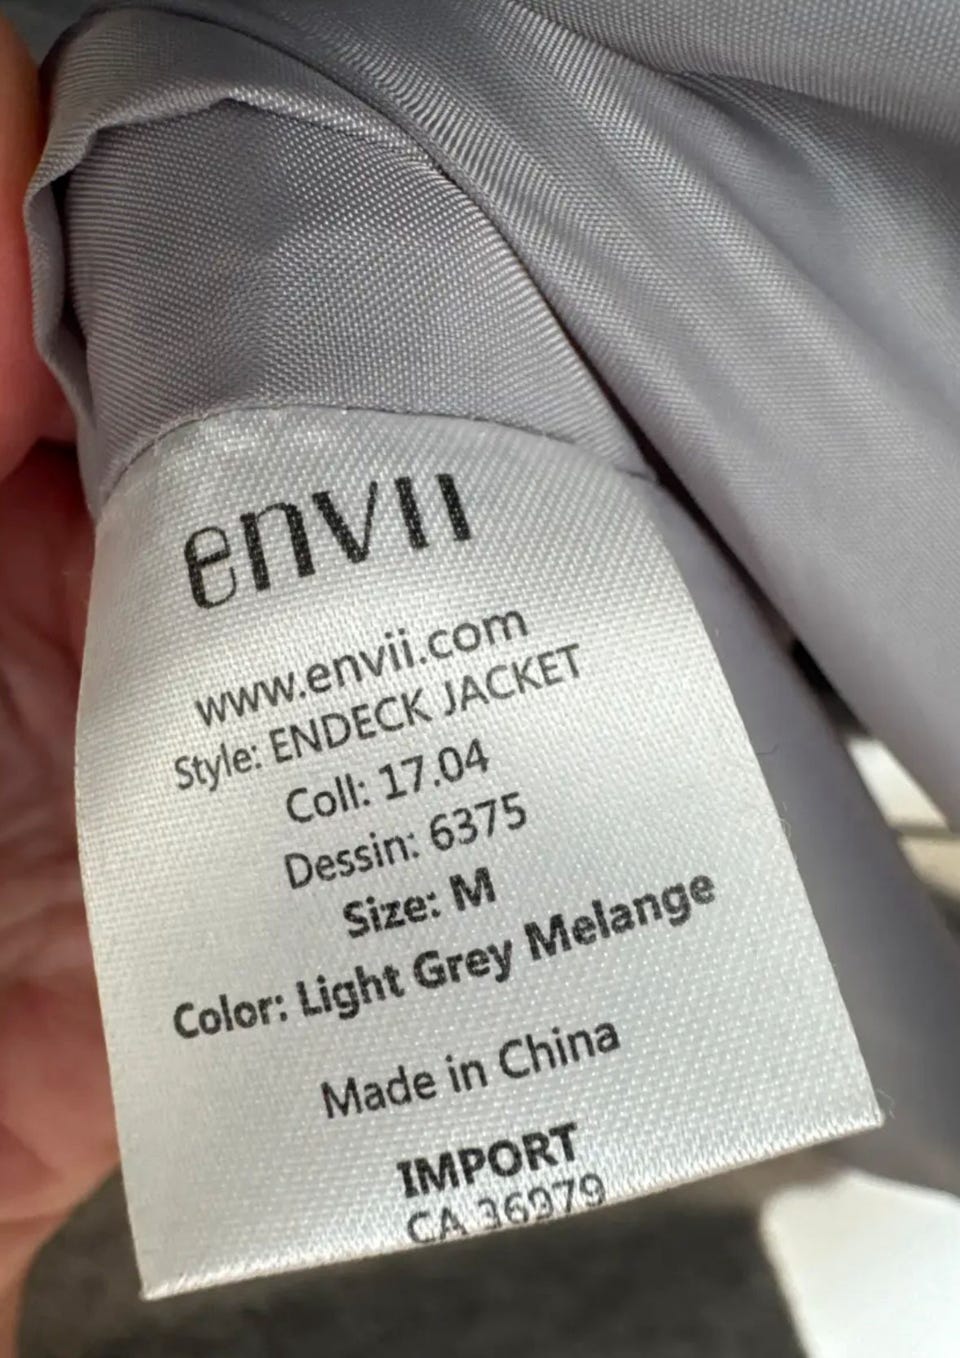 envii
www.envii.com
Style: ENDECK JACKET
Coll: 17.04
Dessin: 6375
Size: M
Color: Light Grey Melange
Made in China
IMPORT
CA 36979